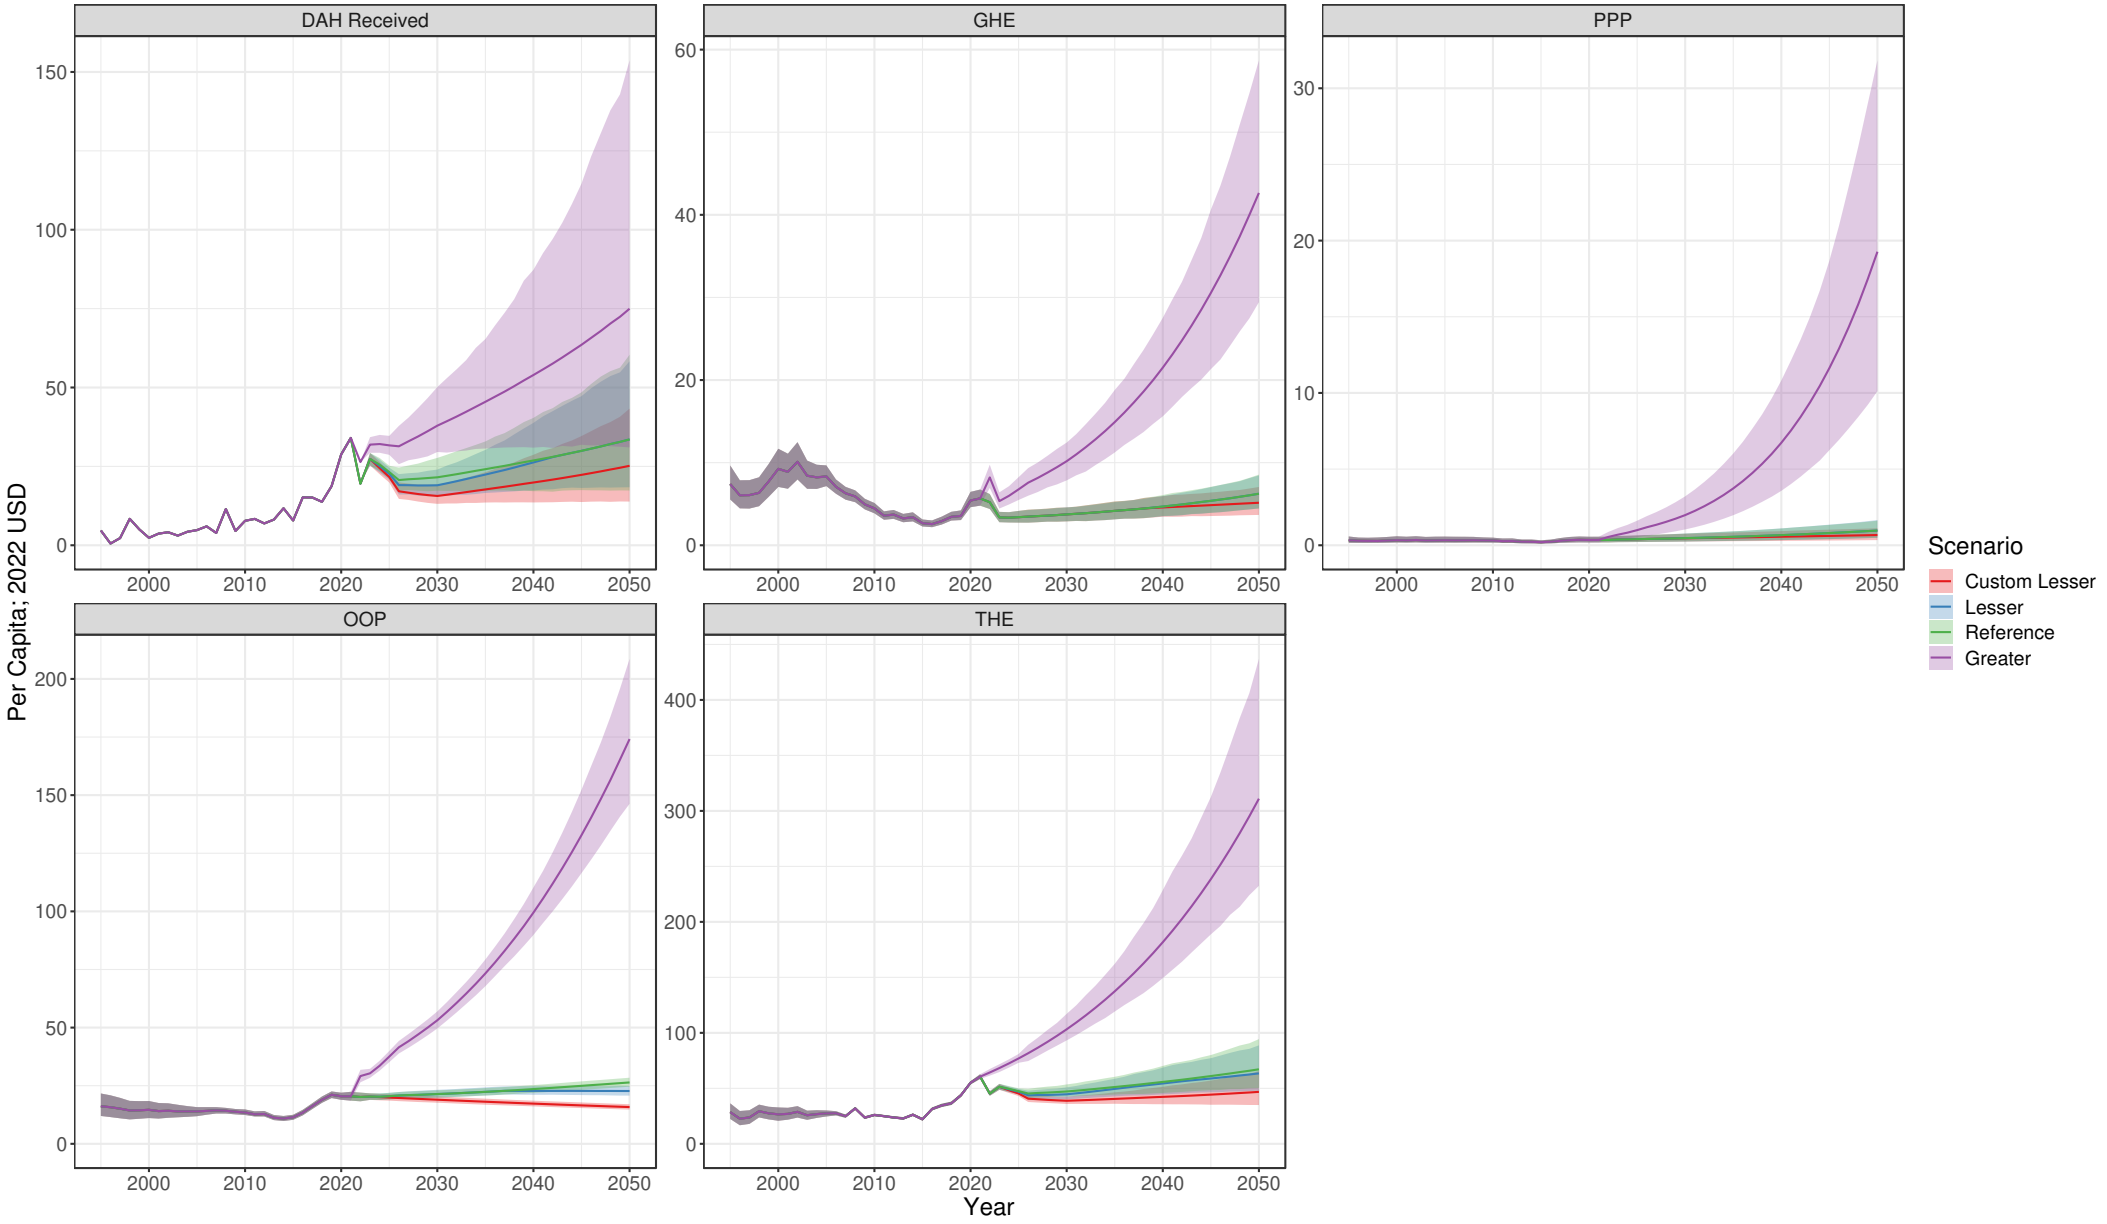 DAH Received
GHE
PPP
150
100
50
0
60
40
20
0
30
20
10
0
2000 2010 2020 2030 2040 2050
2000 2010 2020 2030 2040 2050
2000 2010 2020 2030 2040 2050
OOP
THE
200
150
100
50
0
400
300
200
100
0
2000 2010 2020 2030 2040 2050
2000 2010 2020 2030 2040 2050
Per Capita; 2022 USD
Year
Scenario
Custom Lesser
Lesser
Reference
Greater